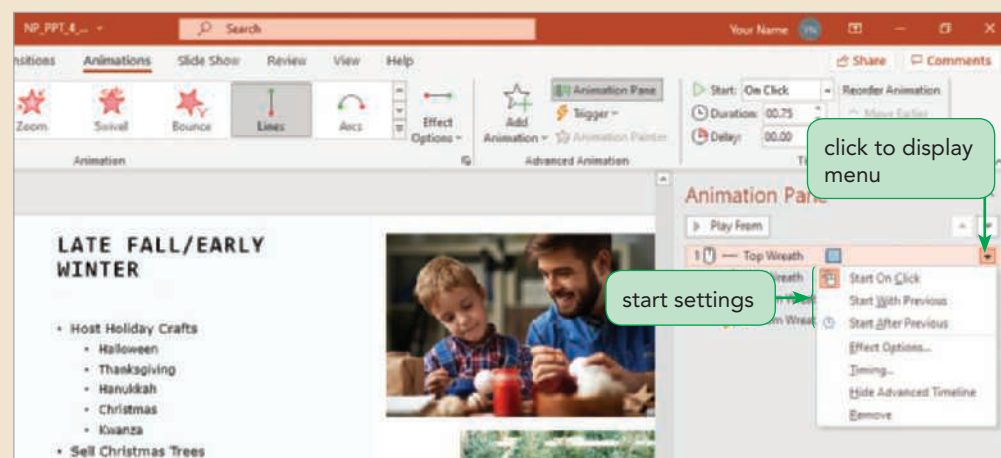 NP_PPT_4_...
Search
Your Name
nsitions Animations Slide Show Review View Help
Share Comments
Zoom Swivel Bounce Lines Arcs
Effect Options
Add Animation
Animation Pane
Trigger
Animation Painter
Start: On Click
Duration: 00.75
Delay: 00.00
Reorder Animation
Move Earlier
Animation
Advanced Animation
click to display
menu
Animation Pane
Play From
1 Top Wreath
Wreath
start settings
Start On Click
Start With Previous
Start After Previous
Effect Options...
Timing...
Hide Advanced Timeline
Remove
LATE FALL/EARLY
WINTER
• Host Holiday Crafts
• Halloween
• Thanksgiving
• Hanukkah
• Christmas
• Kwanza
• Sell Christmas Trees